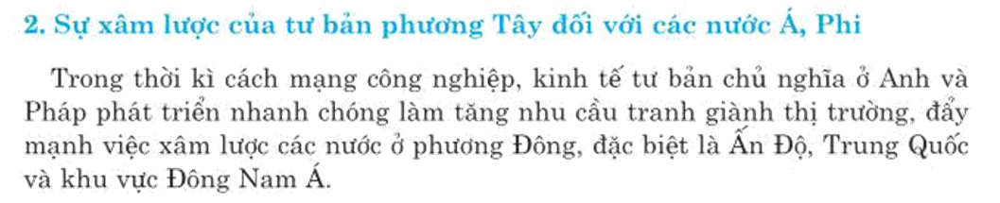 2. Sự xâm lược của tư bản phương Tây đối với các nước Á, Phi
Trong thời kì cách mạng công nghiệp, kinh tế tư bản chủ nghĩa ở Anh và
Pháp phát triển nhanh chóng làm tăng nhu cầu tranh giành thị trường, đẩy
mạnh việc xâm lược các nước ở phương Đông, đặc biệt là Ấn Độ, Trung Quốc
và khu vực Đông Nam Á.